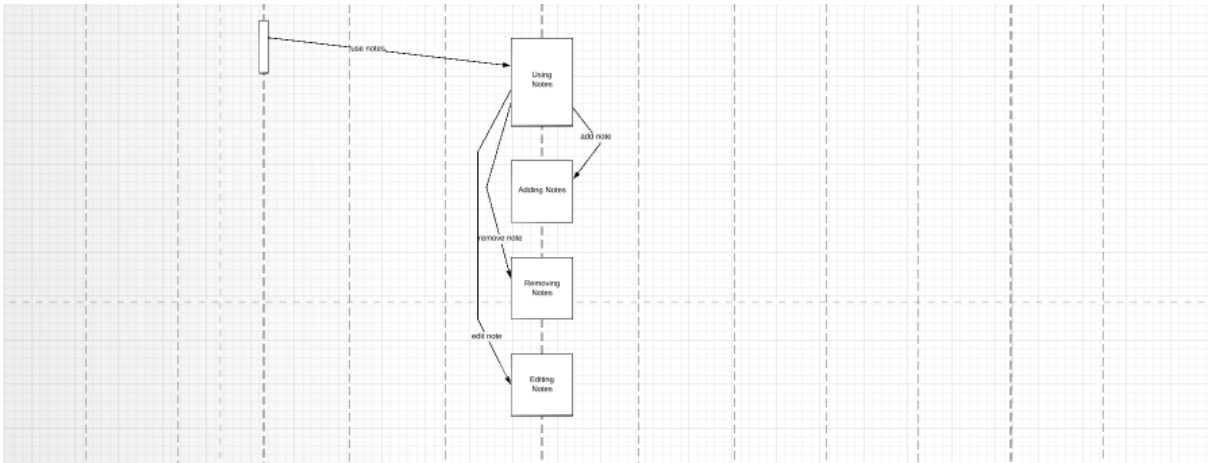 use notes
Using
Notes
add note
Adding Notes
remove note
Removing
Notes
edit note
Editing
Notes